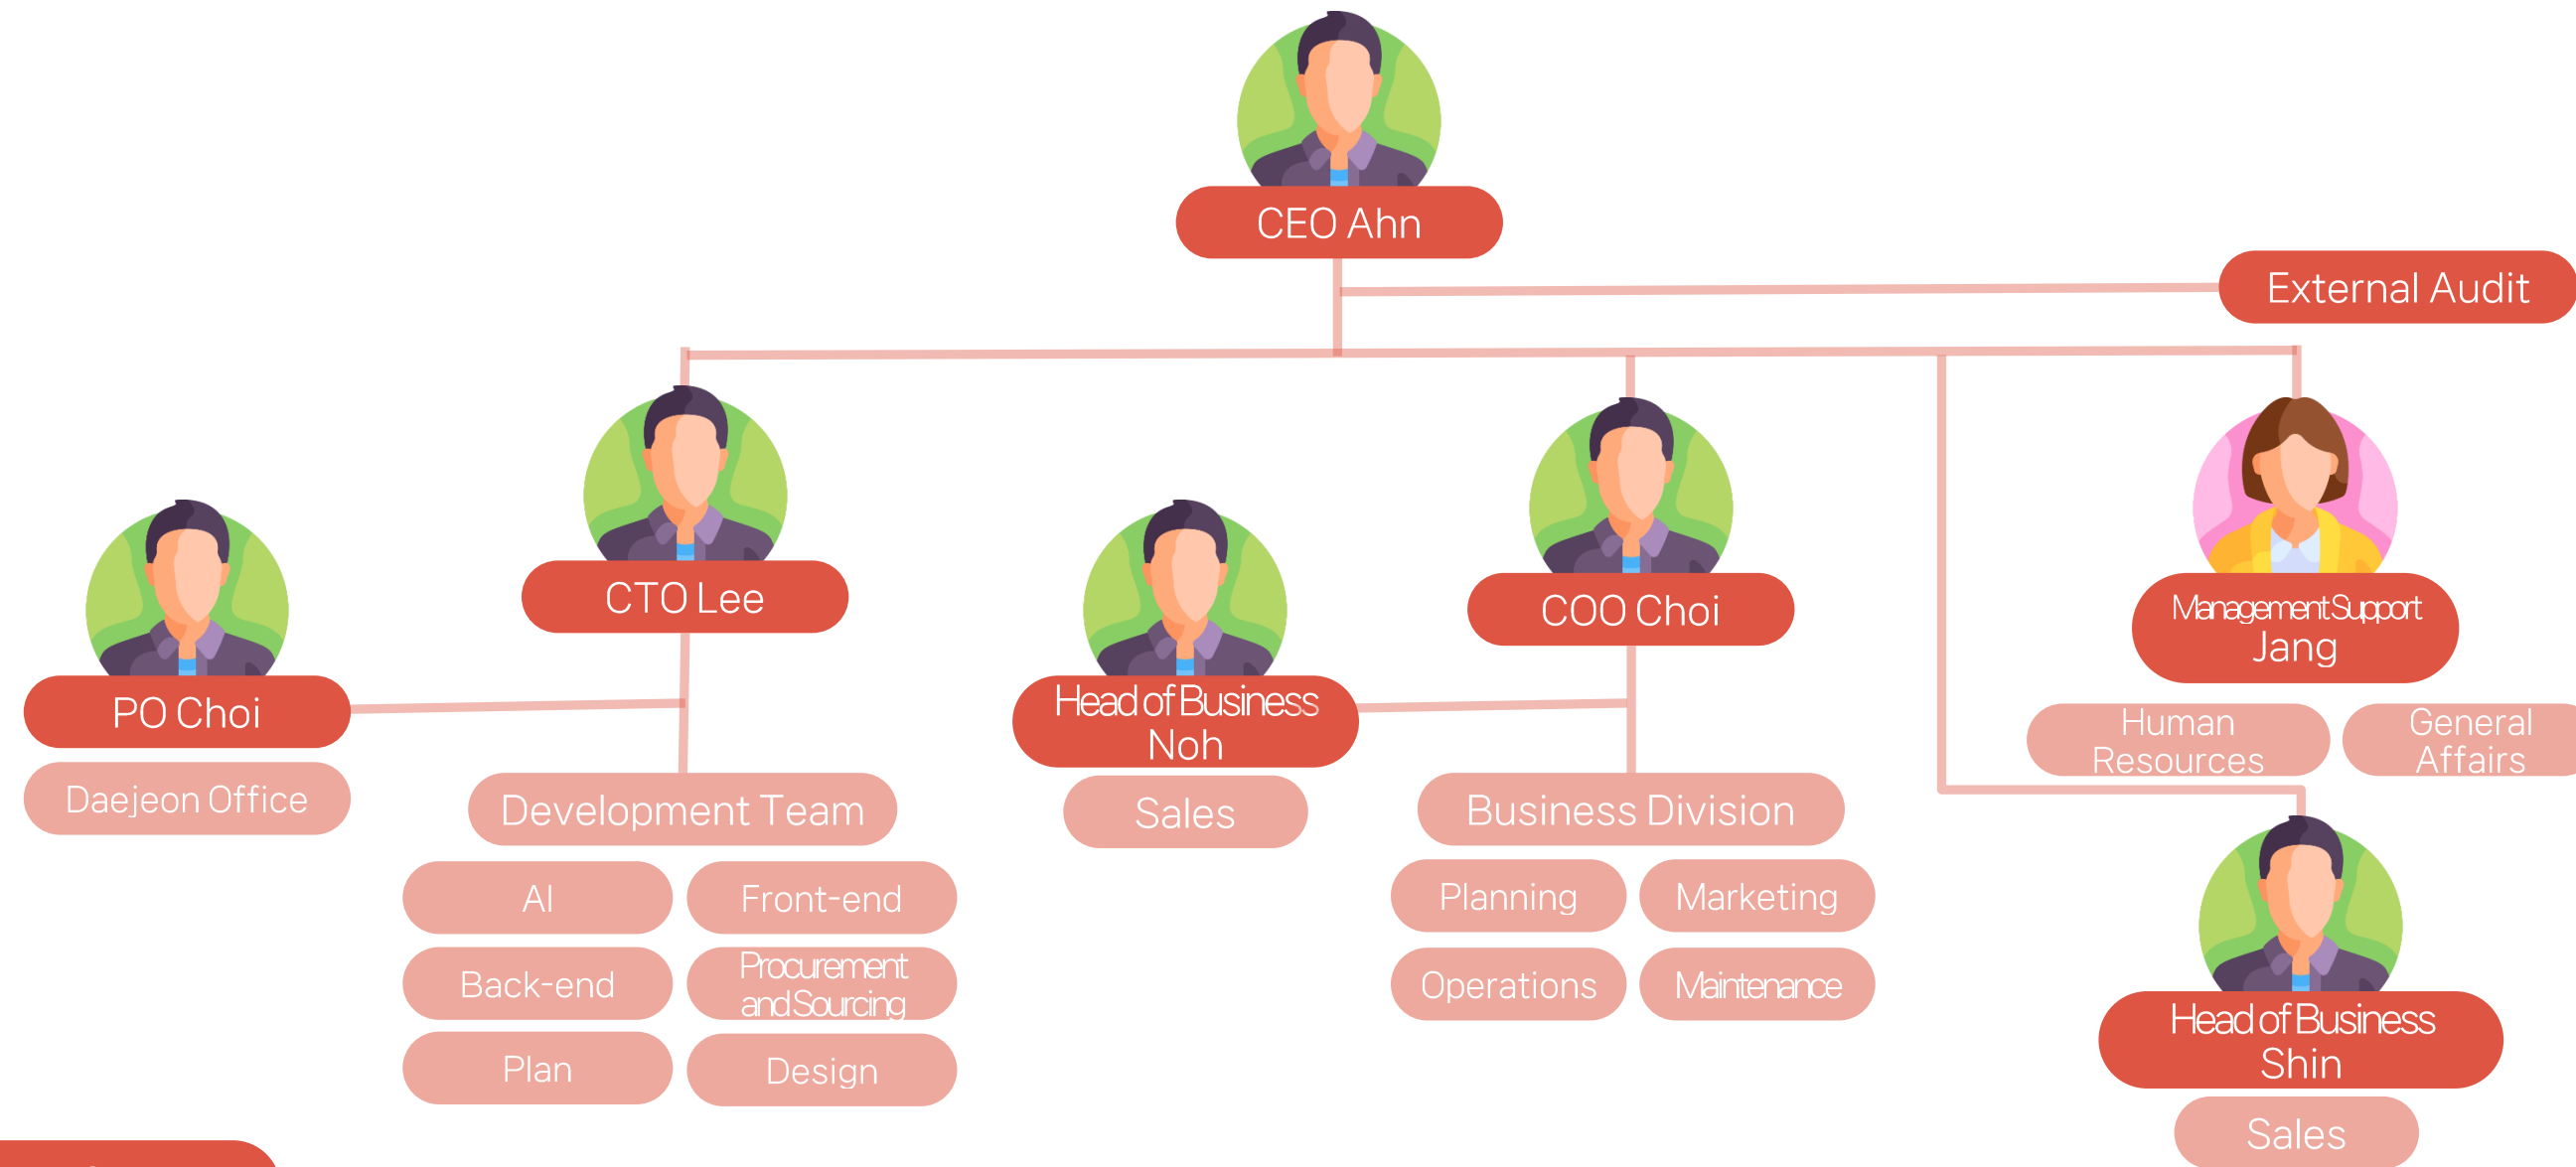 CEO Ahn
External Audit
CTO Lee
COO Choi
Management Support
Jang
PO Choi
Head of Business
Noh
Human
Resources
General
Affairs
Daejeon Office
Development Team
Sales
Business Division
AI
Front-end
Planning
Marketing
Back-end
Procurement
and Sourcing
Operations
Maintenance
Plan
Design
Head of Business
Shin
Sales